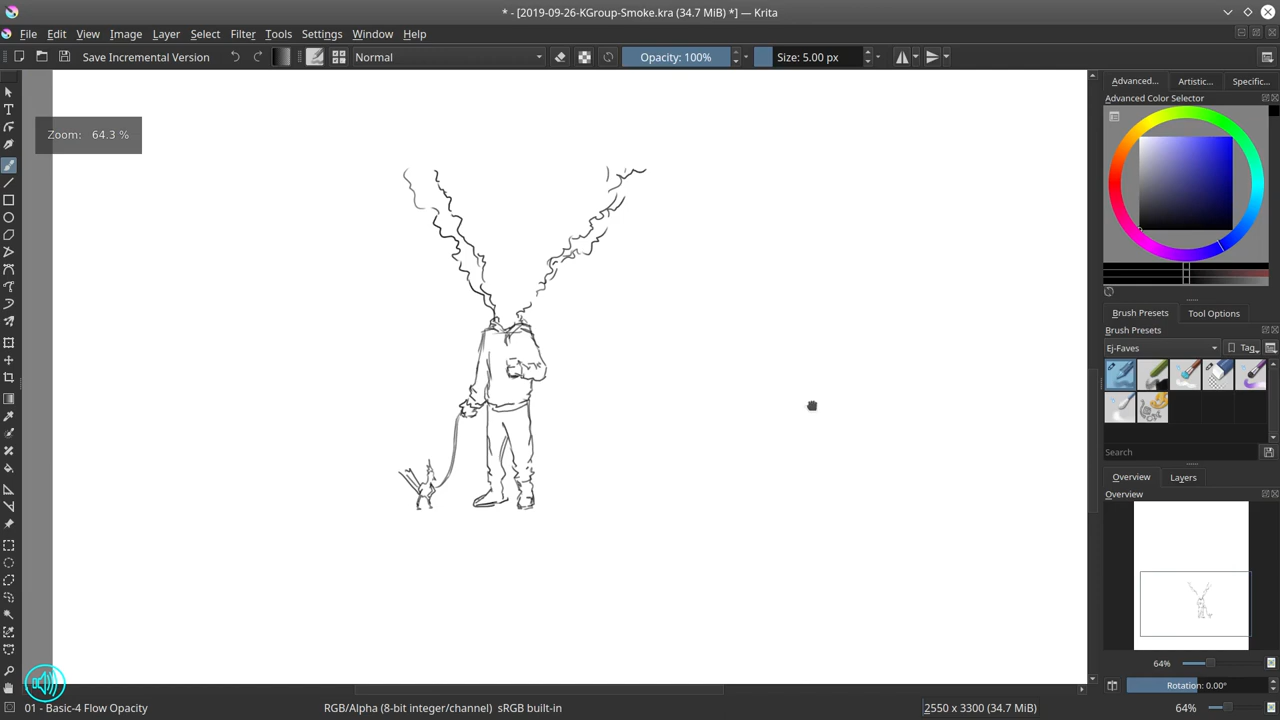 * - [2019-09-26-KGroup-Smoke.kra (34.7 MiB) *] — Krita
File Edit View Image Layer Select Filter Tools Settings Window Help
Save Incremental Version Normal Opacity: 100% Size: 5.00 px
Advanced... Artistic... Specific...
Advanced Color Selector
Zoom: 64.3 %
Brush Presets Tool Options
Brush Presets
Ej-Faves Tag
Search
Overview Layers
Overview
64%
Rotation: 0.00°
01 - Basic-4 Flow Opacity RGB/Alpha (8-bit integer/channel) sRGB built-in 2550 x 3300 (34.7 MiB) 64%